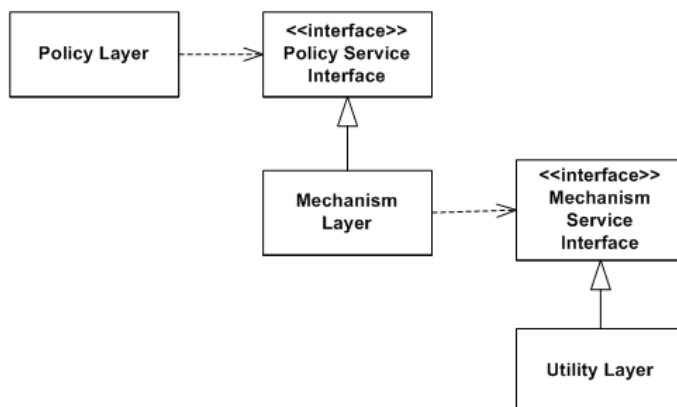 Policy Layer
<<interface>>
Policy Service
Interface
Mechanism
Layer
<<interface>>
Mechanism
Service
Interface
Utility Layer